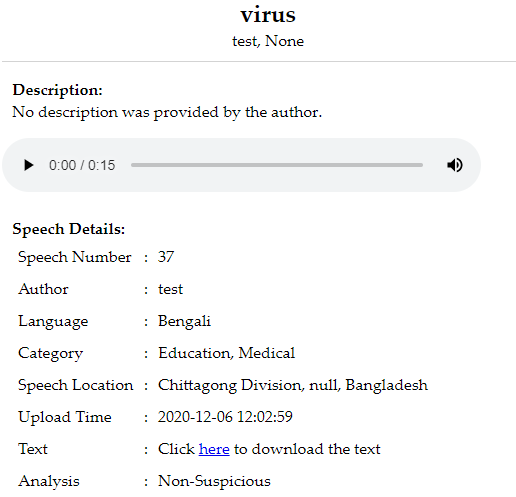 virus
test, None
Description:
No description was provided by the author.
0:00 / 0:15
Speech Details:
Speech Number : 37
Author : test
Language : Bengali
Category : Education, Medical
Speech Location : Chittagong Division, null, Bangladesh
Upload Time : 2020-12-06 12:02:59
Text : Click here to download the text
Analysis : Non-Suspicious